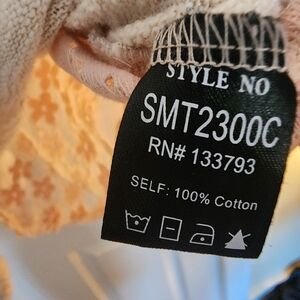 STYLE NO
SMT2300C
RN# 133793
SELF: 100% Cotton